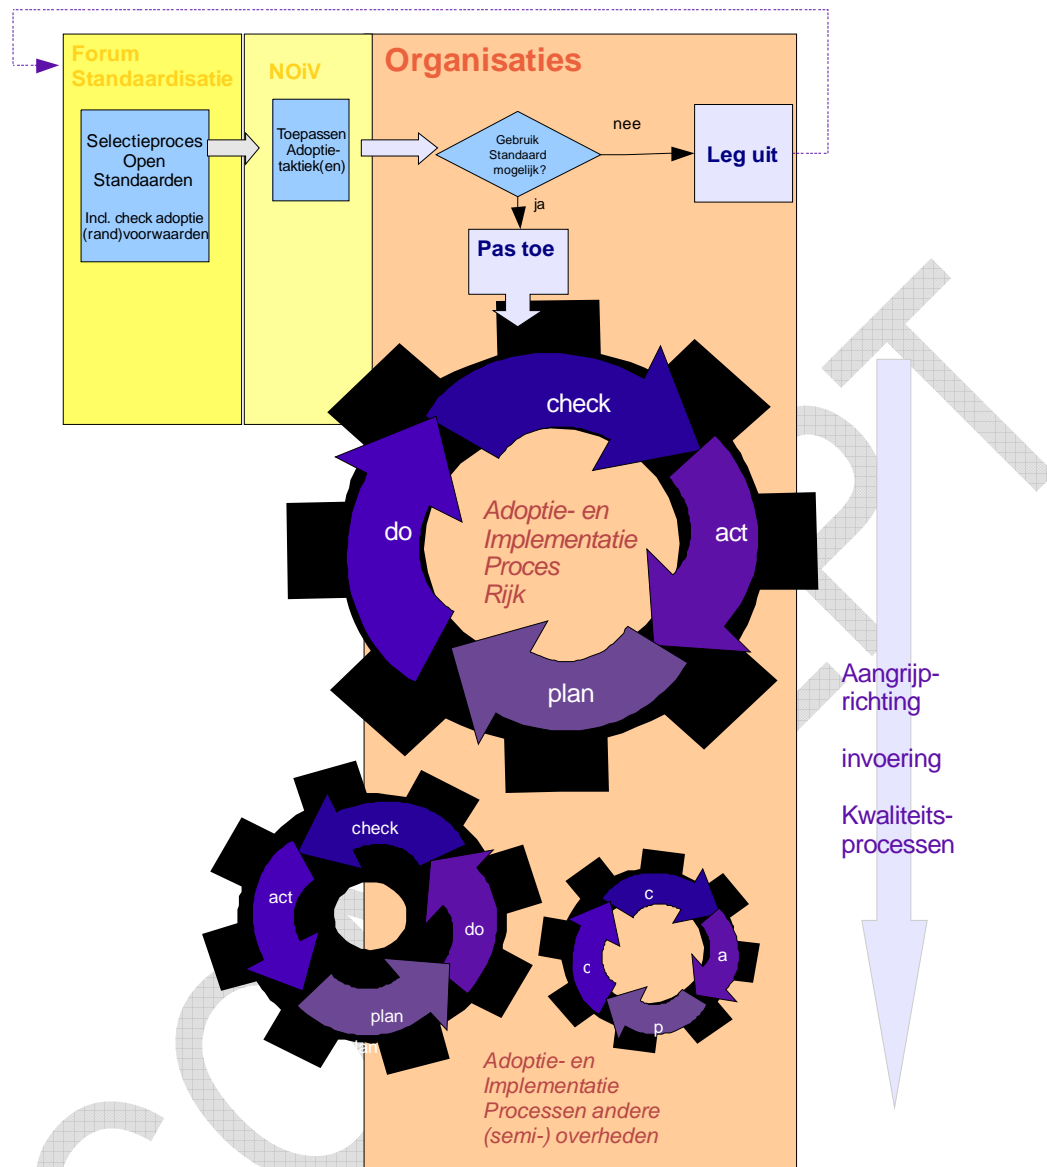 Forum
Standaardisatie
NOiV
Organisaties
Selectieproces
Open
Standaarden
Incl. check adoptie
(rand)voorwaarden
Toepassen
Adoptie-
taktiek(en)
Gebruik
Standaard
mogelijk?
nee
Leg uit
ja
Pas toe
check
do
act
plan
Adoptie- en
Implementatie
Proces
Rijk
Aangrijp-
richting
invoering
Kwaliteits-
processen
check
act
do
plan
c
a
p
Adoptie- en
Implementatie
Processen andere
(semi-) overheden